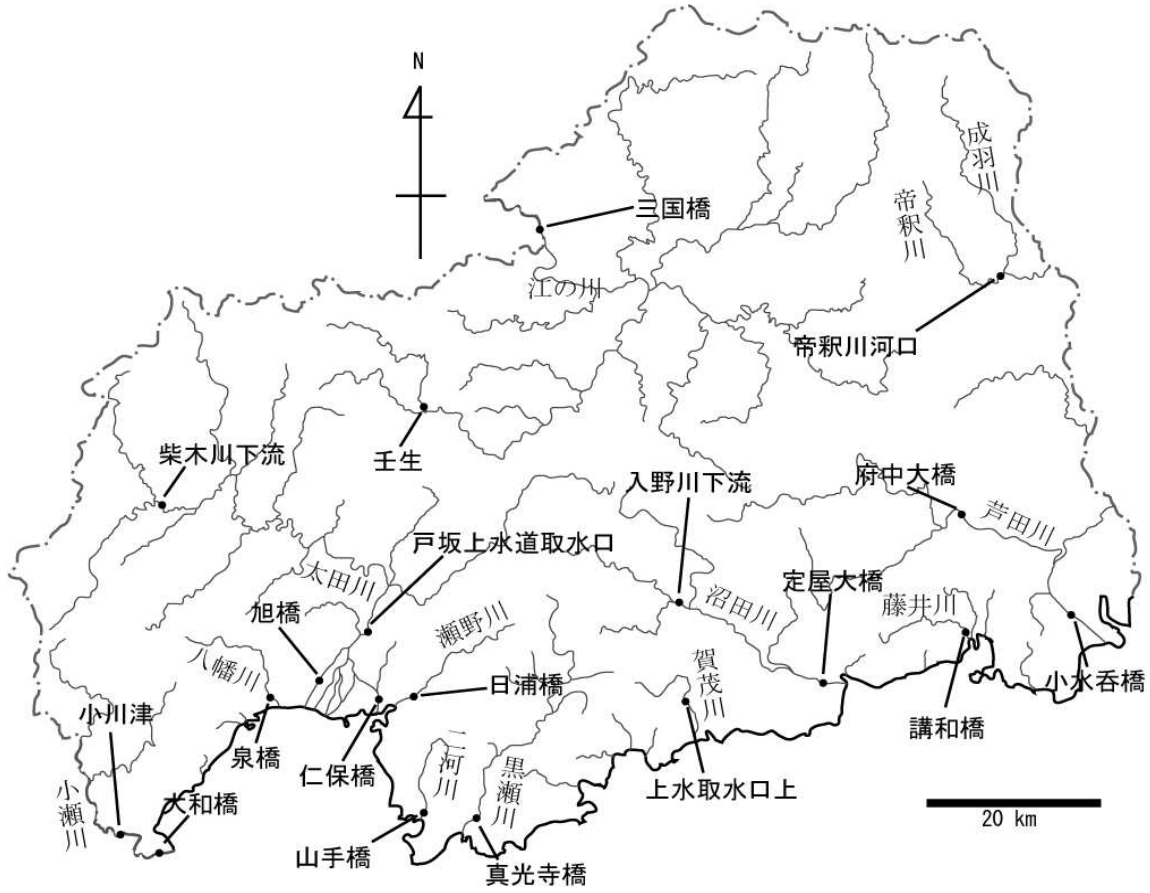 N
成羽川
帝釈川
三国橋
江の川
帝釈川河口
柴木川下流
壬生
入野川下流
府中大橋
芦田川
戸坂上水道取水口
太田川
旭橋
瀬野川
沼田川
定屋大橋
藤井川
八幡川
賀茂川
日浦橋
小水呑橋
小川津
泉橋
仁保橋
講和橋
二河川
黒瀬川
上水取水口上
小瀬川
大和橋
20 km
山手橋
真光寺橋